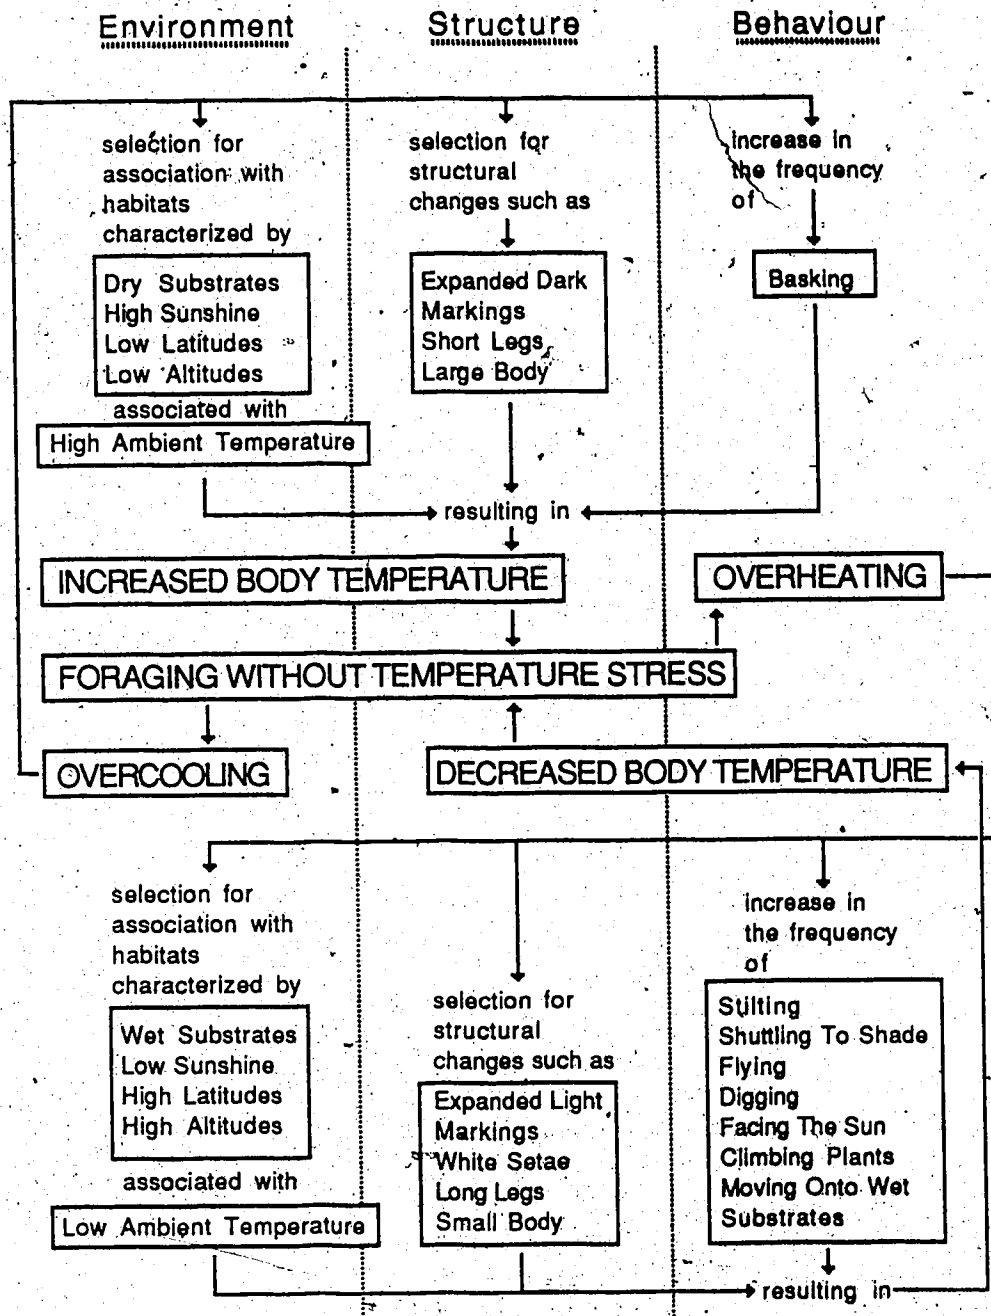 Environment
Structure
Behaviour
selection for
association with
habitats
characterized by
Dry Substrates
High Sunshine
Low Latitudes
Low Altitudes
associated with
High Ambient Temperature
selection for
structural
changes such as
Expanded Dark
Markings
Short Legs
Large Body
increase in
the frequency
of
Basking
resulting in
INCREASED BODY TEMPERATURE
OVERHEATING
FORAGING WITHOUT TEMPERATURE STRESS
OVERCOOLING
DECREASED BODY TEMPERATURE
selection for
association with
habitats
characterized by
Wet Substrates
Low Sunshine
High Latitudes
High Altitudes
associated with
Low Ambient Temperature
selection for
structural
changes such as
Expanded Light
Markings
White Setae
Long Legs
Small Body
increase in
the frequency
of
Stilting
Shuttling To Shade
Flying
Digging
Facing The Sun
Climbing Plants
Moving Onto Wet
Substrates
resulting in